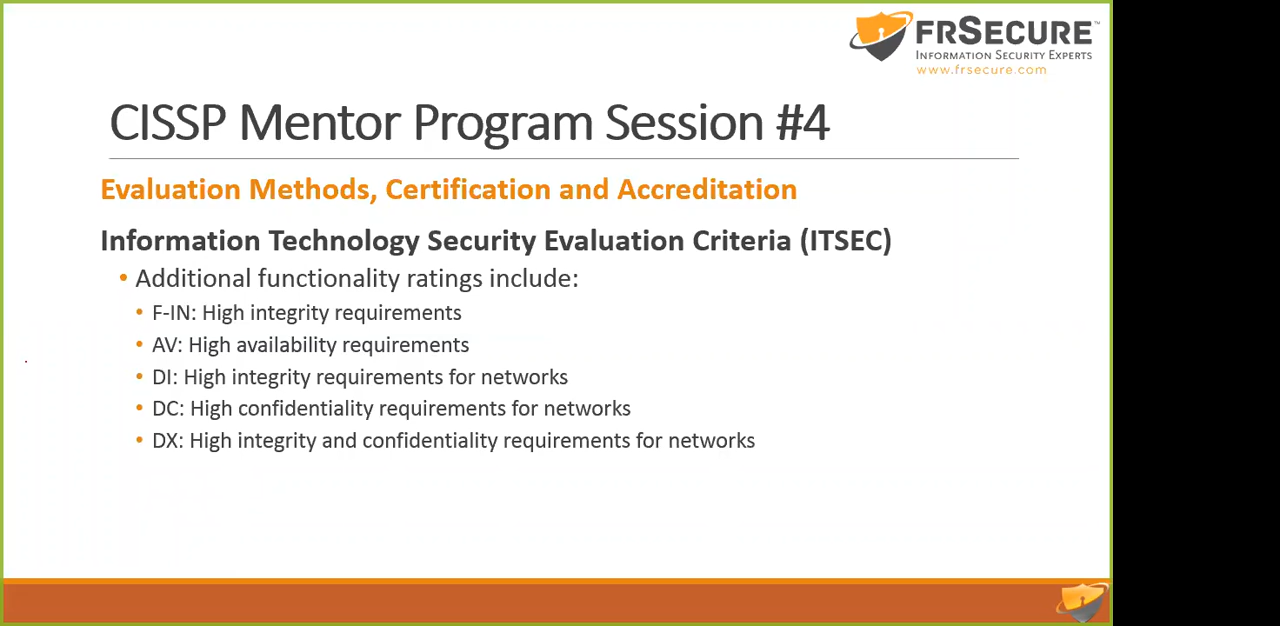 FRSECURE™
INFORMATION SECURITY EXPERTS
www.frsecure.com
CISSP Mentor Program Session #4
Evaluation Methods, Certification and Accreditation
Information Technology Security Evaluation Criteria (ITSEC)
• Additional functionality ratings include:
• F-IN: High integrity requirements
• AV: High availability requirements
• DI: High integrity requirements for networks
• DC: High confidentiality requirements for networks
• DX: High integrity and confidentiality requirements for networks